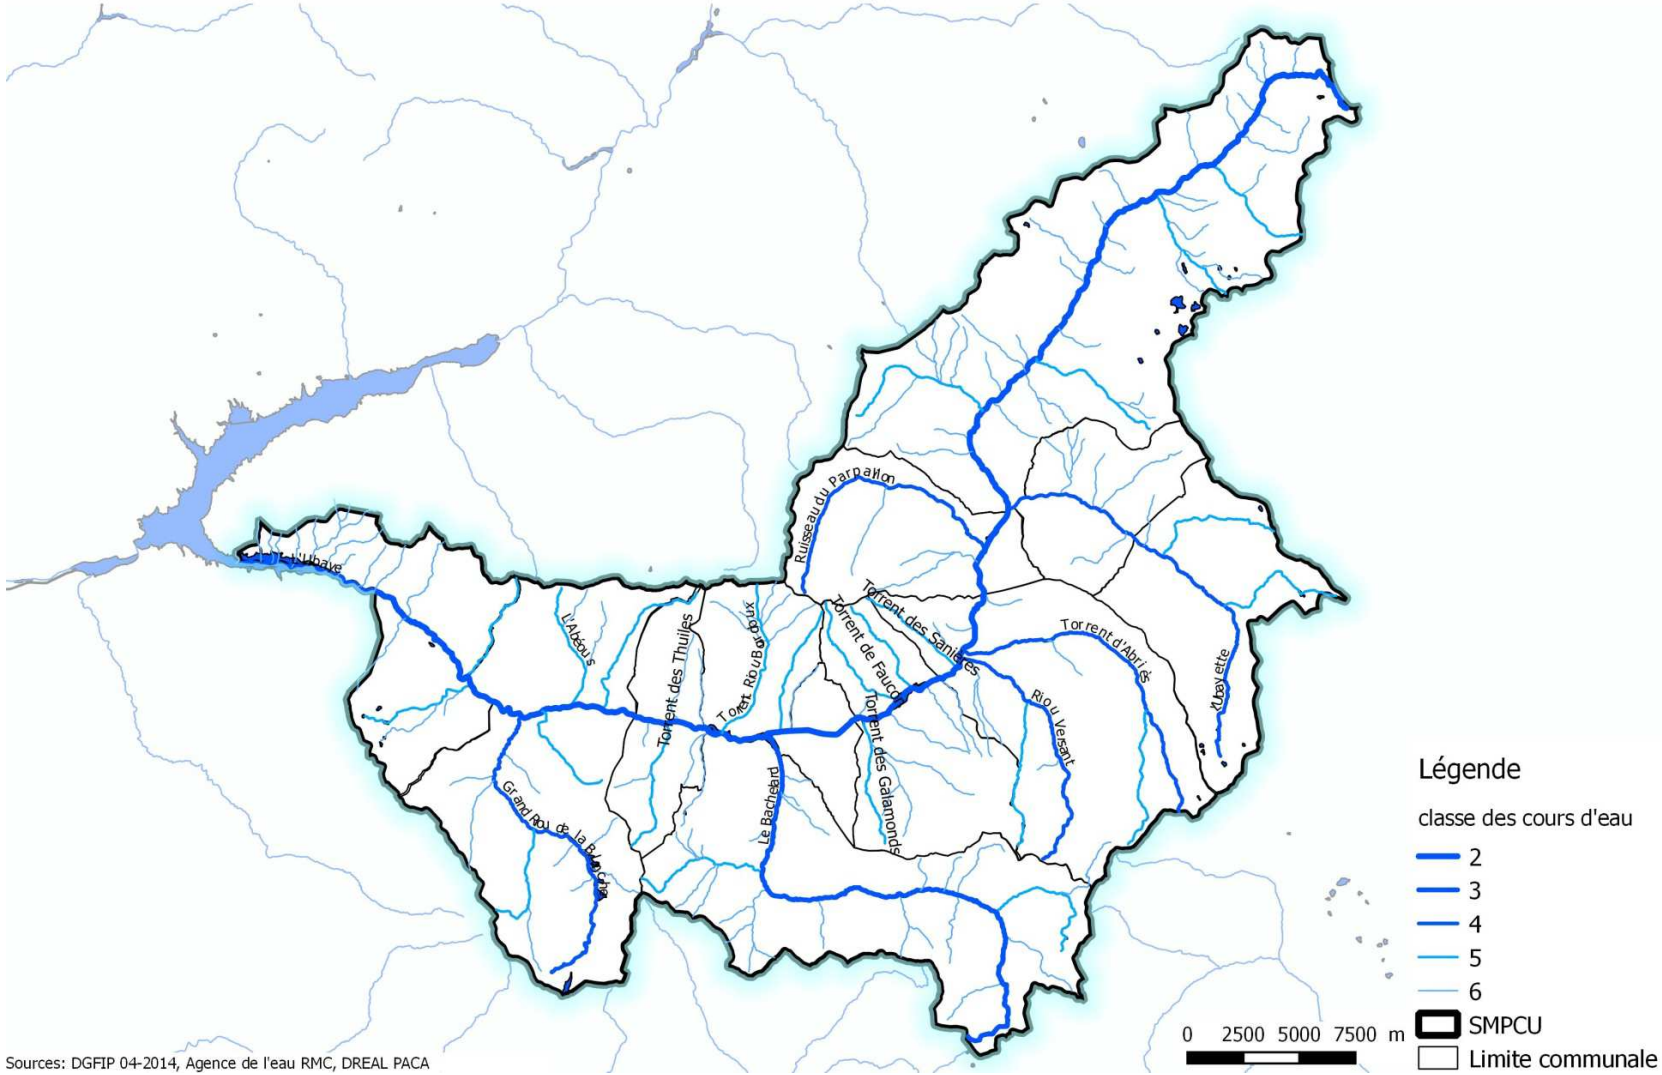 Ruisseau du Parpaillon
L'Ubaye
L'Abéous
Torrent des Thuiles
Torrent RiouBourdoux
Torrent de Faucon
Torrent des Sanières
Torrent d'Abriès
L'Ubayette
Riou Versant
Torrent des Galamonds
Le Bachelard
Grand Riou de la Blanche
Légende
classe des cours d'eau
2
3
4
5
6
SMPCU
Limite communale
0 2500 5000 7500 m
Sources: DGFIP 04-2014, Agence de l'eau RMC, DREAL PACA